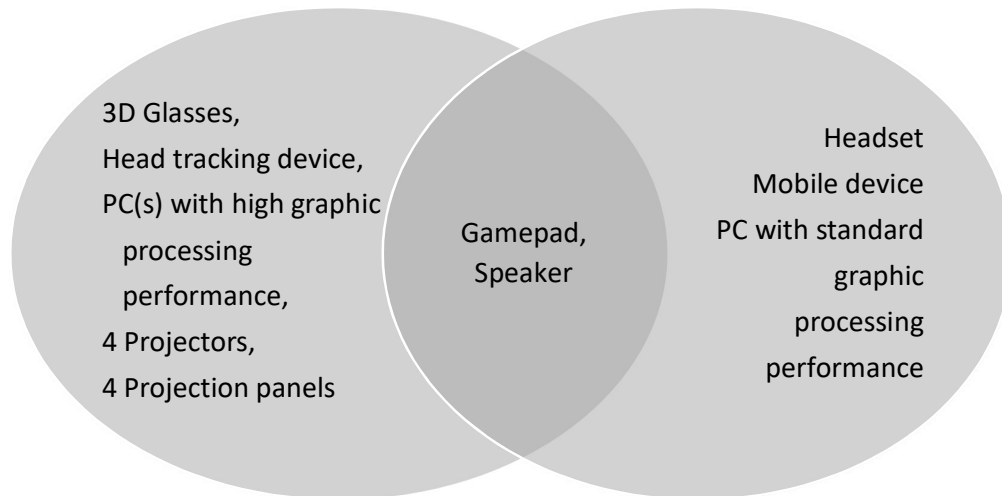 3D Glasses,
Head tracking device,
PC(s) with high graphic
processing
performance,
4 Projectors,
4 Projection panels
Gamepad,
Speaker
Headset
Mobile device
PC with standard
graphic
processing
performance